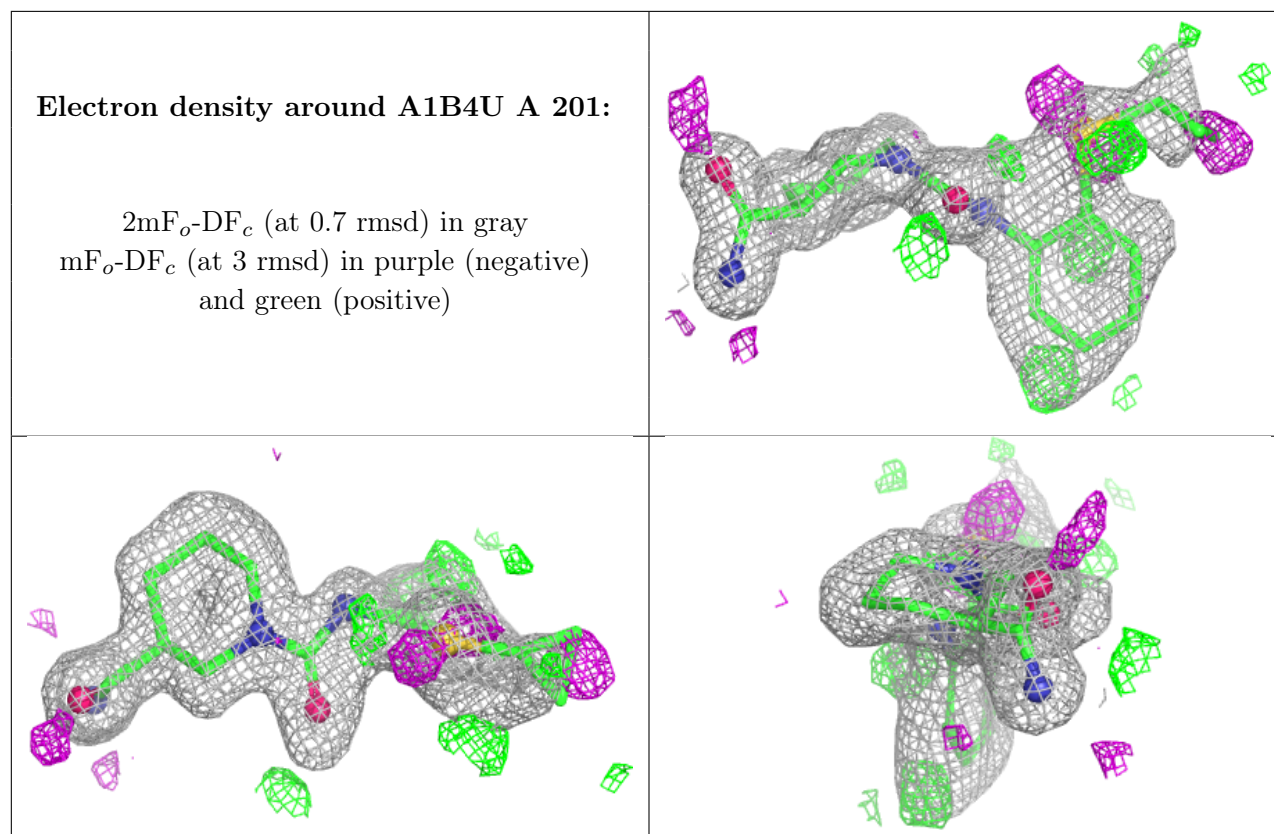 Electron density around A1B4U A 201:
2mFₒ-DF𝒸 (at 0.7 rmsd) in gray
mFₒ-DF𝒸 (at 3 rmsd) in purple (negative)
and green (positive)